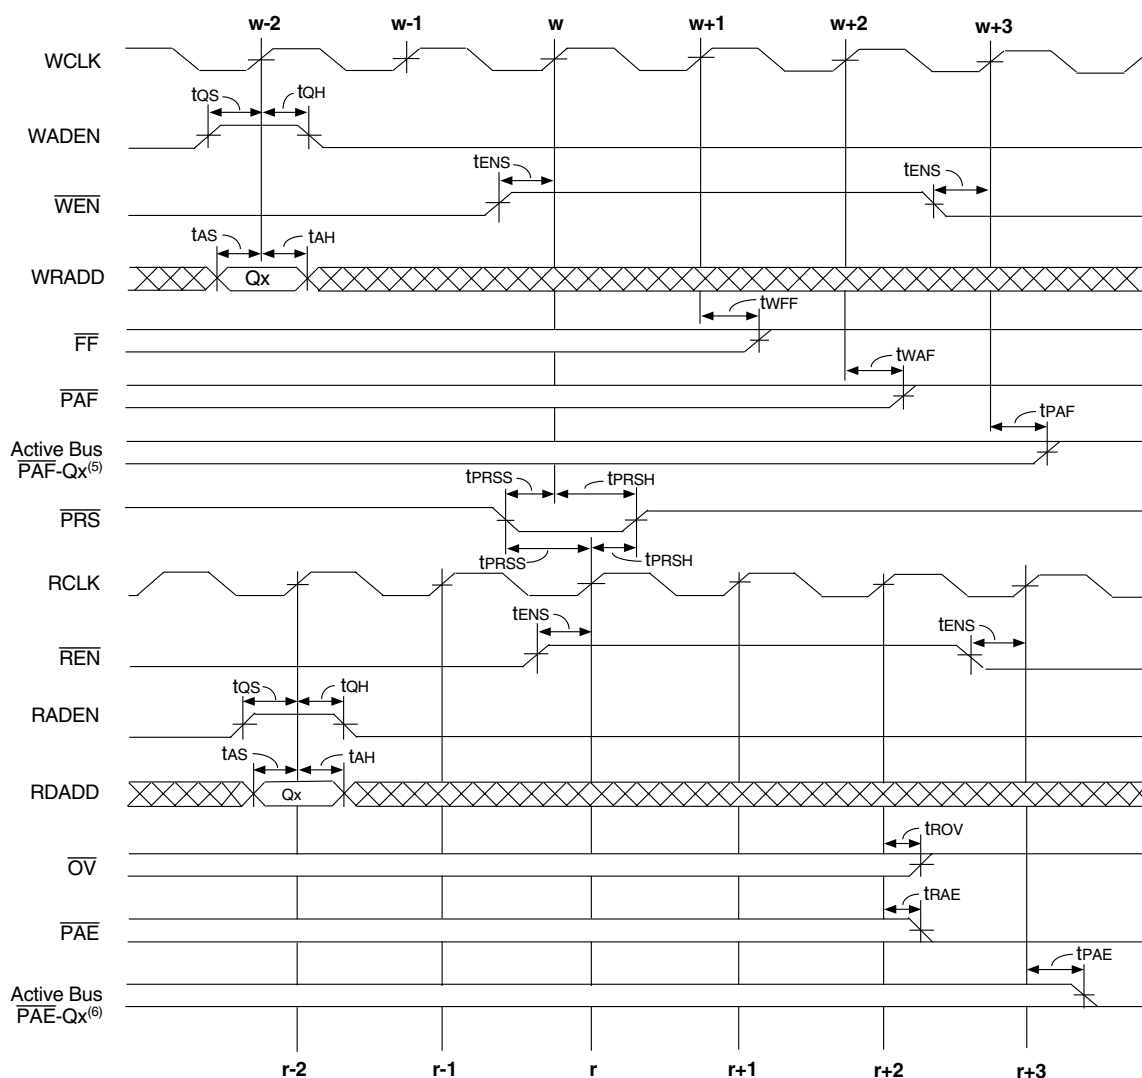 w-2 w-1 w w+1 w+2 w+3
WCLK
tQS tQH
WADEN
tENS tENS
WEN
tAS tAH
WRADD Qx
tWFF
FF
tWAF
PAF
tPAF
Active Bus
PAF-Qx(5)
tPRSS tPRSH
PRS
tPRSS tPRSH
RCLK
tENS tENS
REN
tQS tQH
RADEN
tAS tAH
RDADD Qx
tROV
OV
tRAE
PAE
tPAE
Active Bus
PAE-Qx(6)
r-2 r-1 r r+1 r+2 r+3